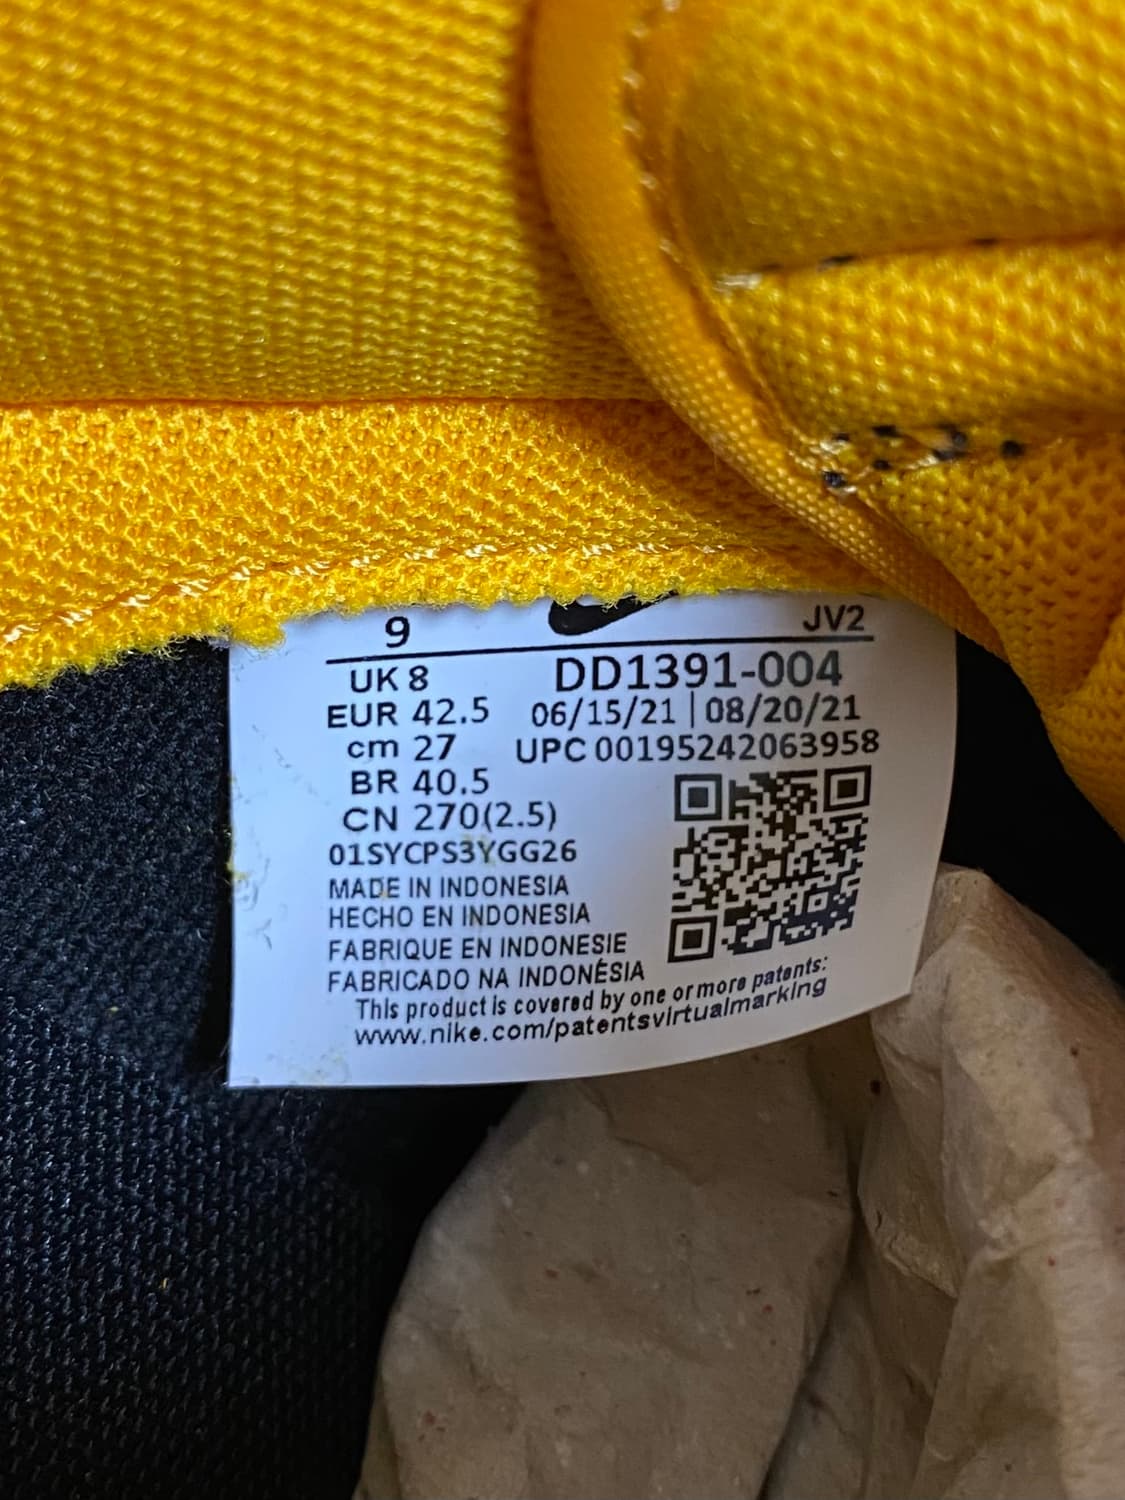 9 JV2
UK 8 DD1391-004
EUR 42.5 06/15/21 | 08/20/21
cm 27 UPC 00195242063958
BR 40.5
CN 270(2.5)
01SYCPS3YGG26
MADE IN INDONESIA
HECHO EN INDONESIA
FABRIQUE EN INDONESIE
FABRICADO NA INDONÉSIA
This product is covered by one or more patents:
www.nike.com/patentsvirtualmarking